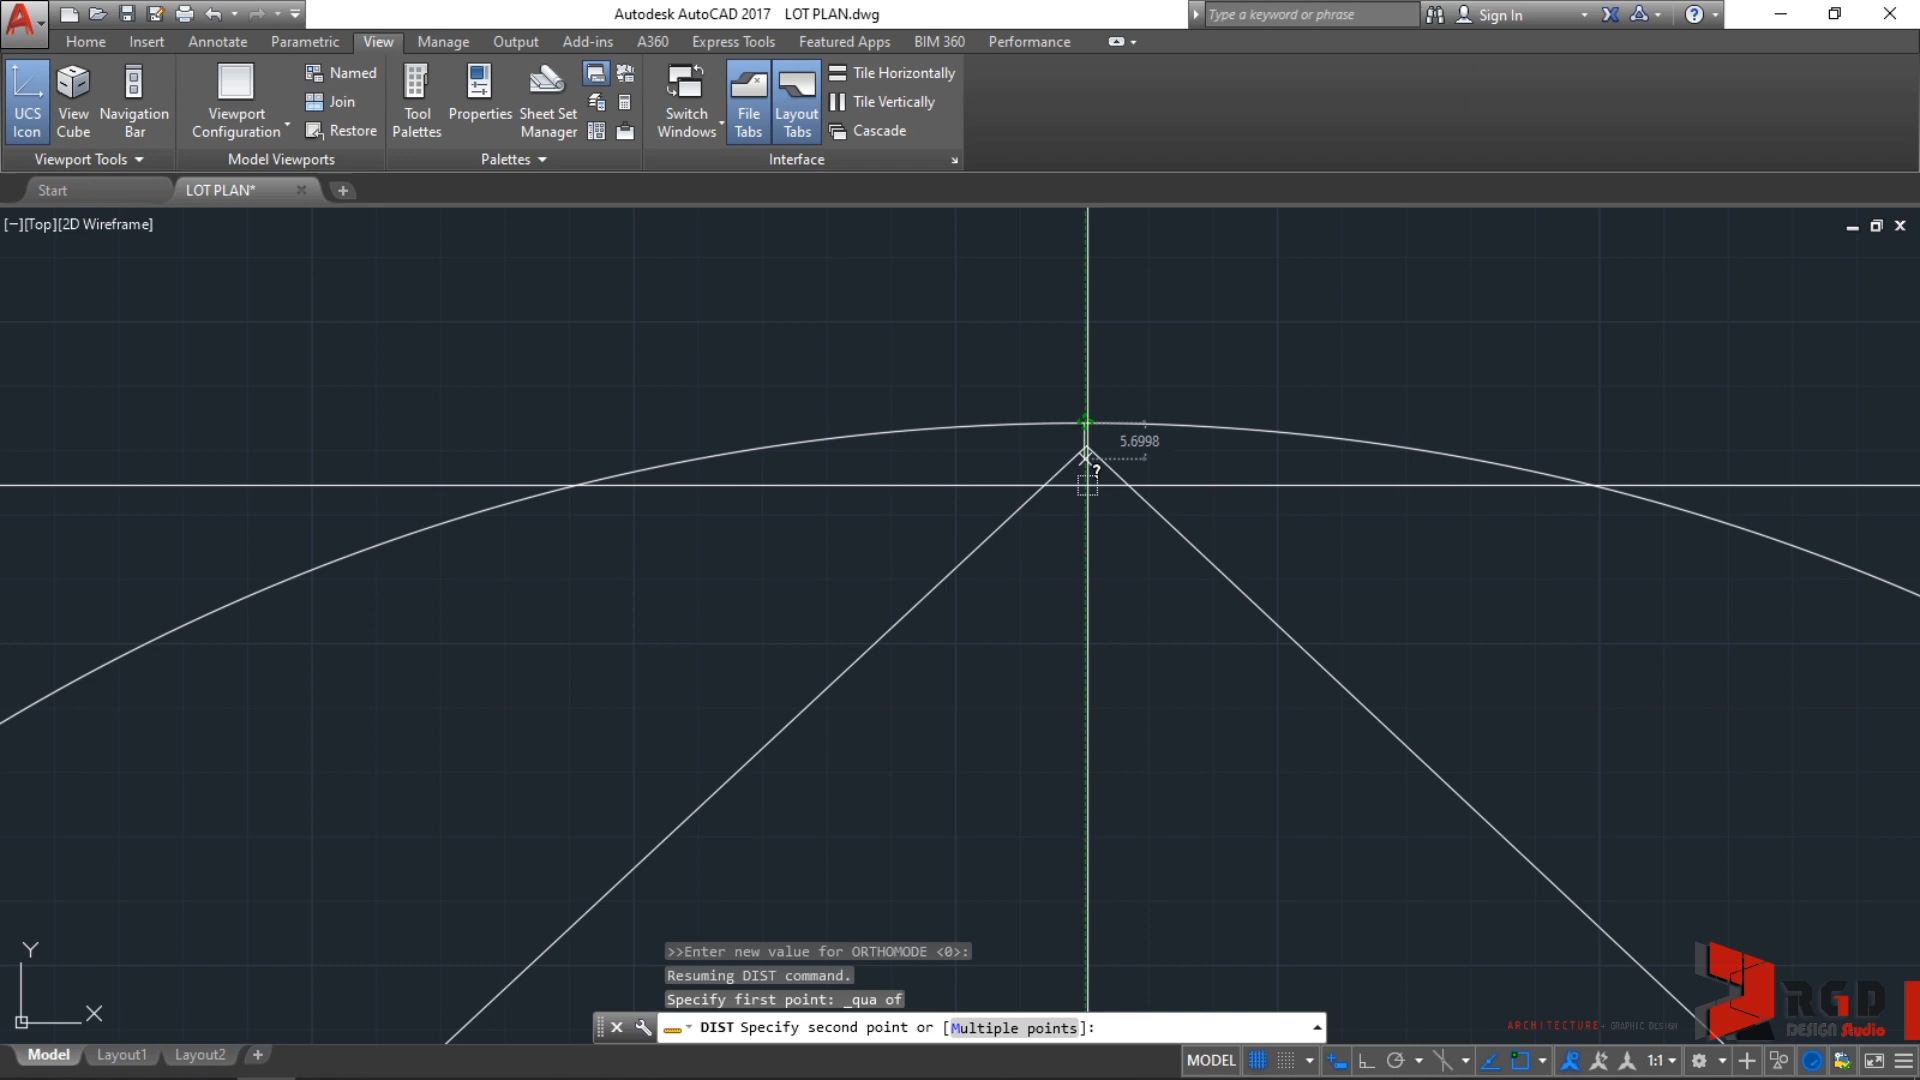 Autodesk AutoCAD 2017 LOT PLAN.dwg
Type a keyword or phrase
Sign In
Home Insert Annotate Parametric View Manage Output Add-ins A360 Express Tools Featured Apps BIM 360 Performance
UCS Icon
View Cube
Navigation Bar
Viewport Configuration
Named
Join
Restore
Tool Palettes
Properties
Sheet Set Manager
Switch Windows
File Tabs
Layout Tabs
Tile Horizontally
Tile Vertically
Cascade
Viewport Tools
Model Viewports
Palettes
Interface
Start
LOT PLAN*
[−][Top][2D Wireframe]
5.6998
?
Y
X
>>Enter new value for ORTHOMODE <0>:
Resuming DIST command.
Specify first point: _qua of
DIST Specify second point or [Multiple points]:
ARCHITECTURE + GRAPHIC DESIGN
RGD
DESIGN Studio
Model Layout1 Layout2
MODEL
1:1